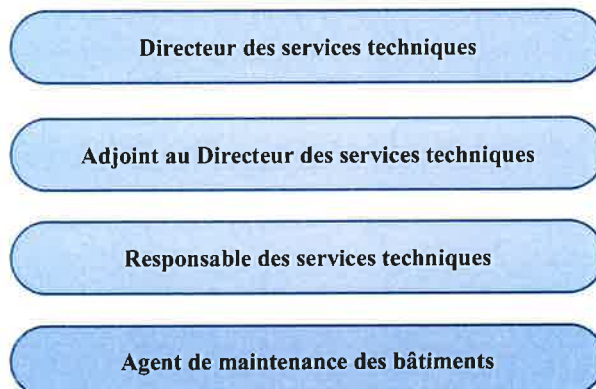 Directeur des services techniques
Adjoint au Directeur des services techniques
Responsable des services techniques
Agent de maintenance des bâtiments